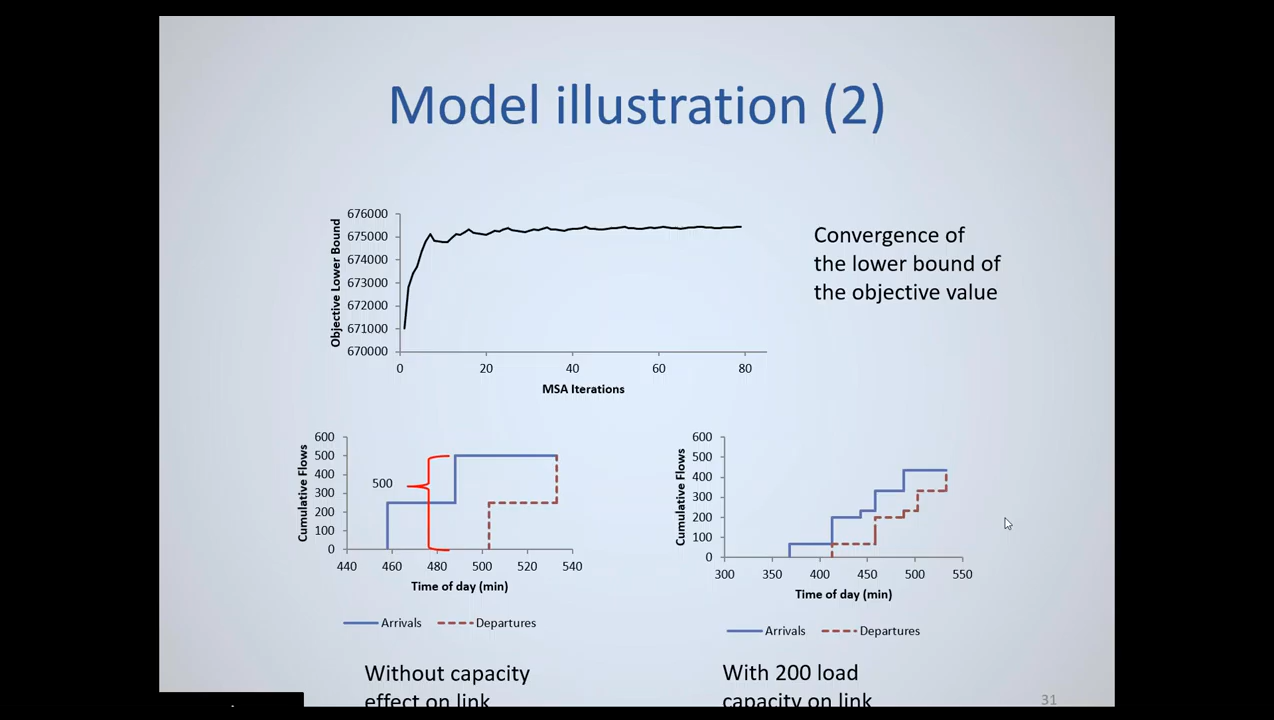 Model illustration (2)
676000
675000
674000
673000
672000
671000
670000
Objective Lower Bound
0 20 40 60 80
MSA Iterations
Convergence of
the lower bound of
the objective value
600
500
400
300
200
100
0
Cumulative Flows
500
440 460 480 500 520 540
Time of day (min)
Arrivals Departures
Without capacity
effect on link
600
500
400
300
200
100
0
Cumulative Flows
300 350 400 450 500 550
Time of day (min)
Arrivals Departures
With 200 load
capacity on link
31